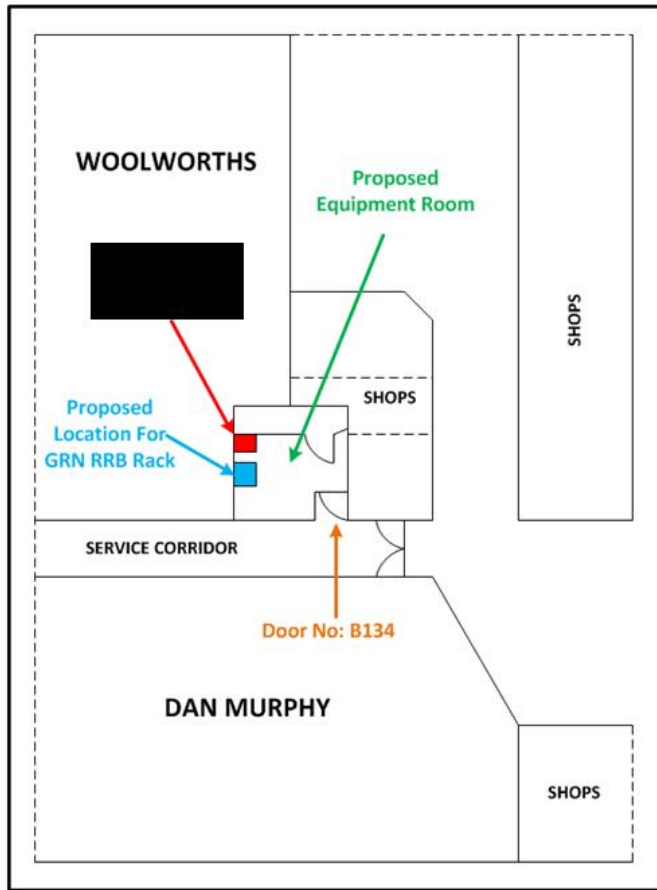 WOOLWORTHS
Proposed
Equipment Room
SHOPS
SHOPS
Proposed
Location For
GRN RRB Rack
SERVICE CORRIDOR
Door No: B134
DAN MURPHY
SHOPS